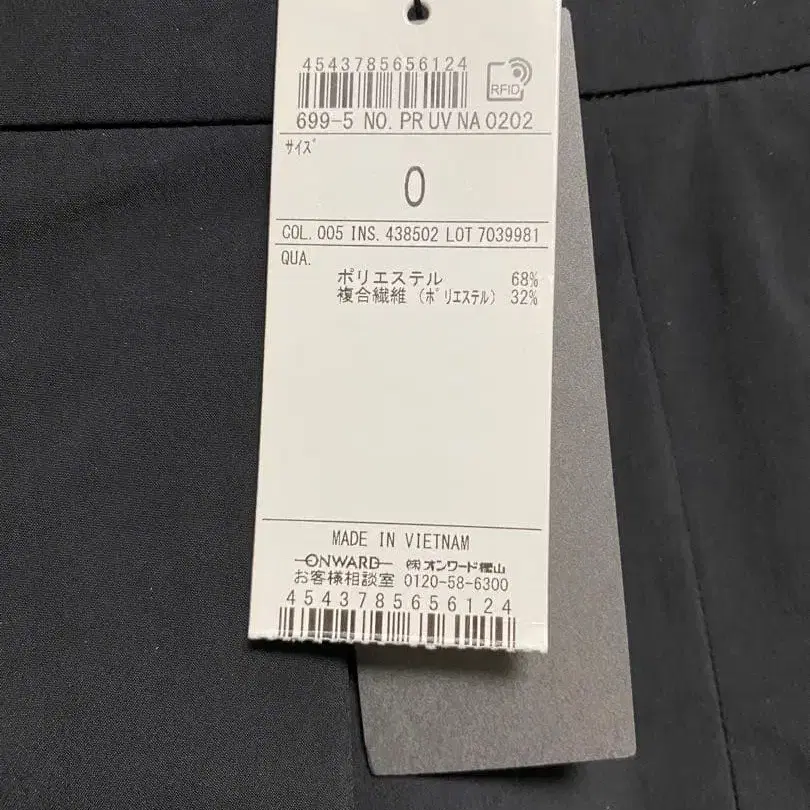 4543785656124
RFID
699-5 NO. PR UV NA 0202
サイズ
0
COL. 005 INS. 438502 LOT 7039981
QUA.
ポリエステル 68%
複合繊維 (ポリエステル) 32%
MADE IN VIETNAM
ONWARD ㈱オンワード樫山
お客様相談室 0120-58-6300
4543785656124